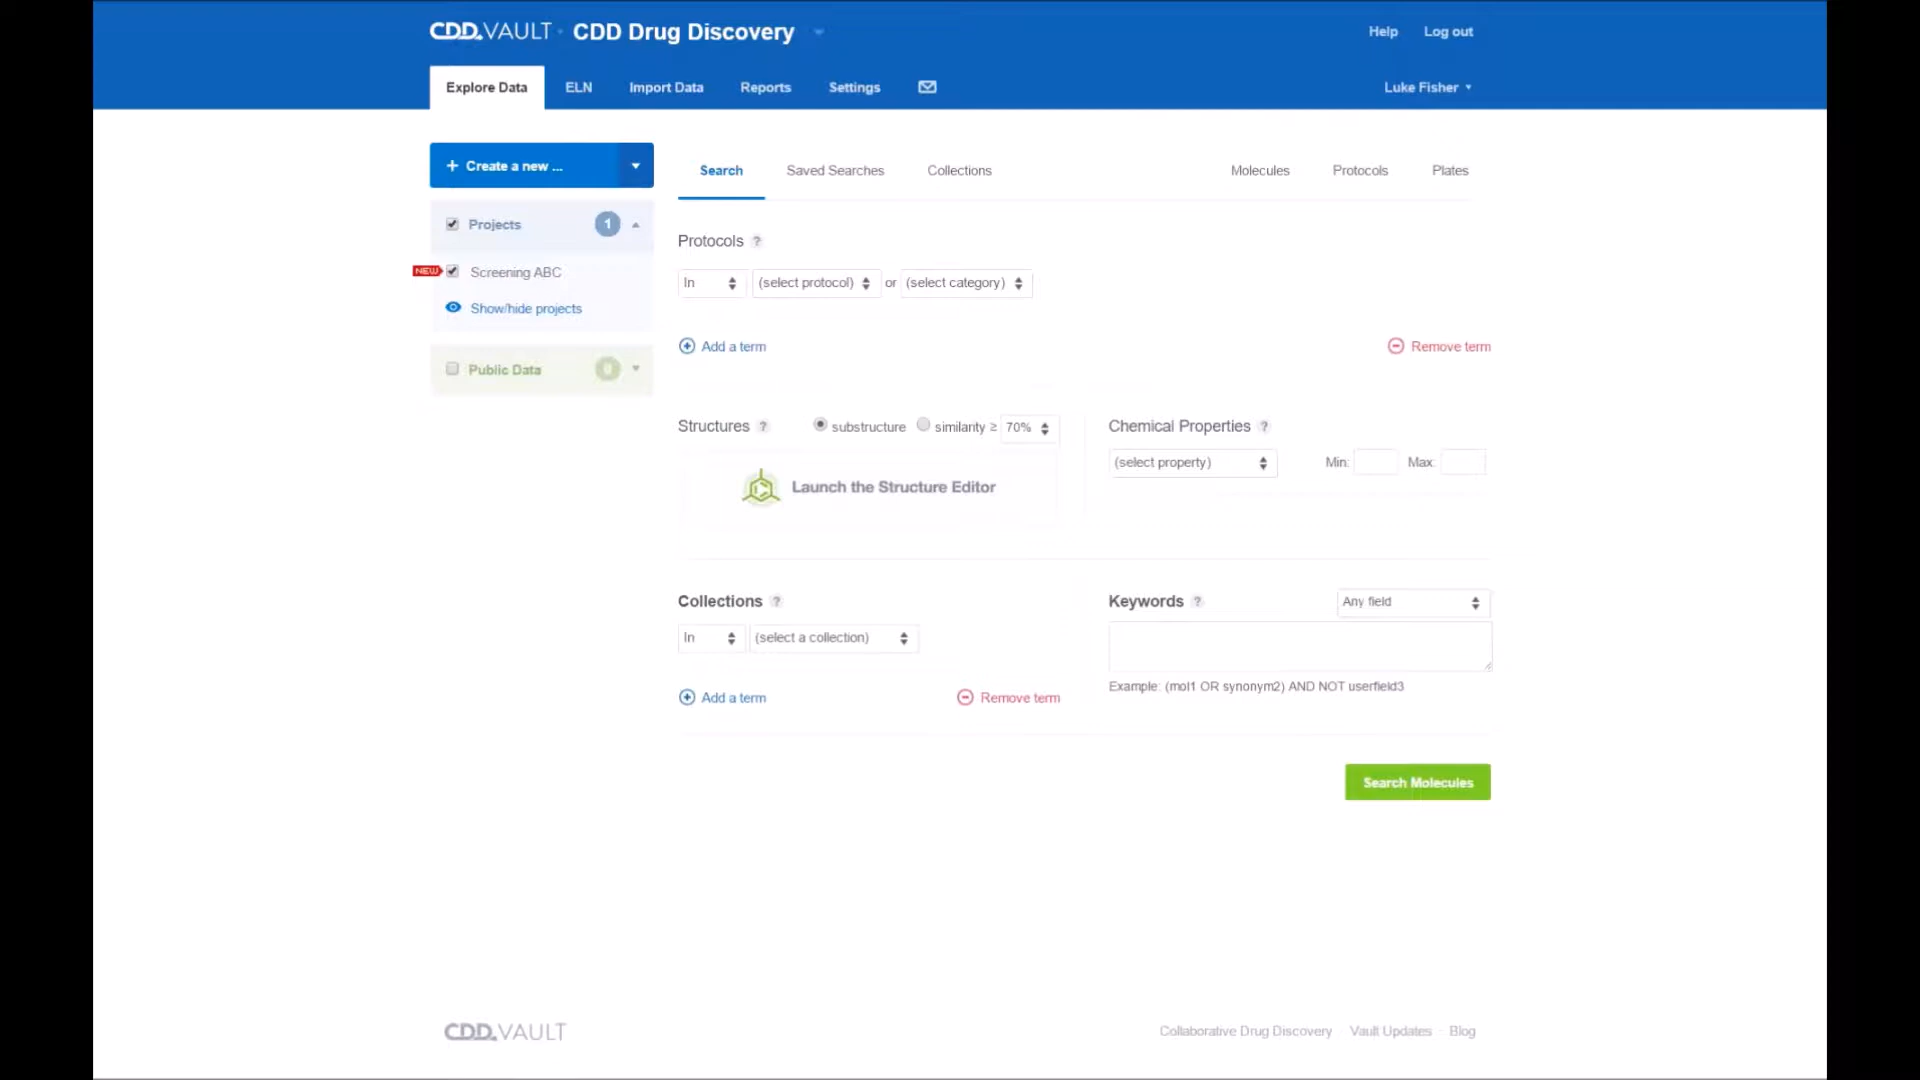 CDD.VAULT CDD Drug Discovery Help Log out
Explore Data ELN Import Data Reports Settings Luke Fisher
+ Create a new ...
Search Saved Searches Collections Molecules Protocols Plates
Projects 1
NEW Screening ABC
Show/hide projects
Public Data
Protocols ?
In (select protocol) or (select category)
Add a term Remove term
Structures ? substructure similarity ≥ 70%
Launch the Structure Editor
Chemical Properties ?
(select property) Min: Max:
Collections ?
In (select a collection)
Add a term Remove term
Keywords ? Any field
Example: (mol1 OR synonym2) AND NOT userfield3
Search Molecules
CDD.VAULT Collaborative Drug Discovery Vault Updates Blog